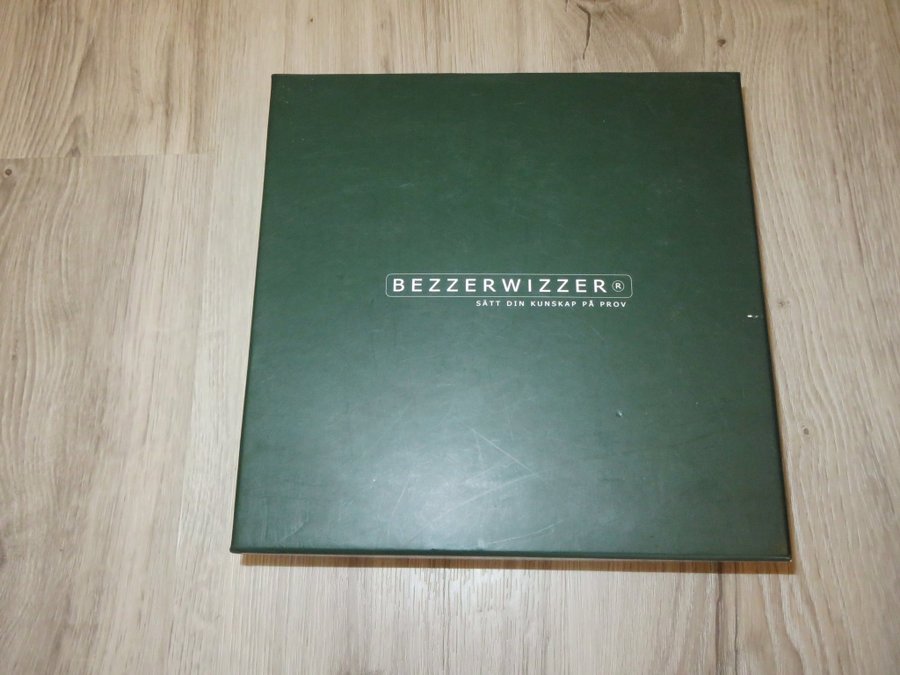 BEZZERWIZZER®
SÄTT DIN KUNSKAP PÅ PROV